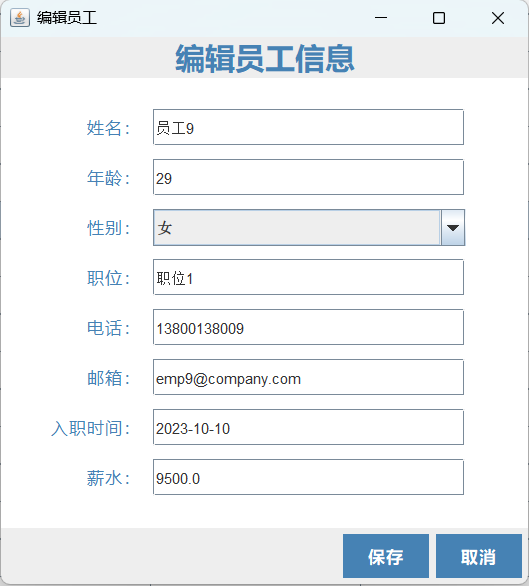 编辑员工
编辑员工信息
姓名： 员工9
年龄： 29
性别： 女
职位： 职位1
电话： 13800138009
邮箱： emp9@company.com
入职时间： 2023-10-10
薪水： 9500.0
保存 取消